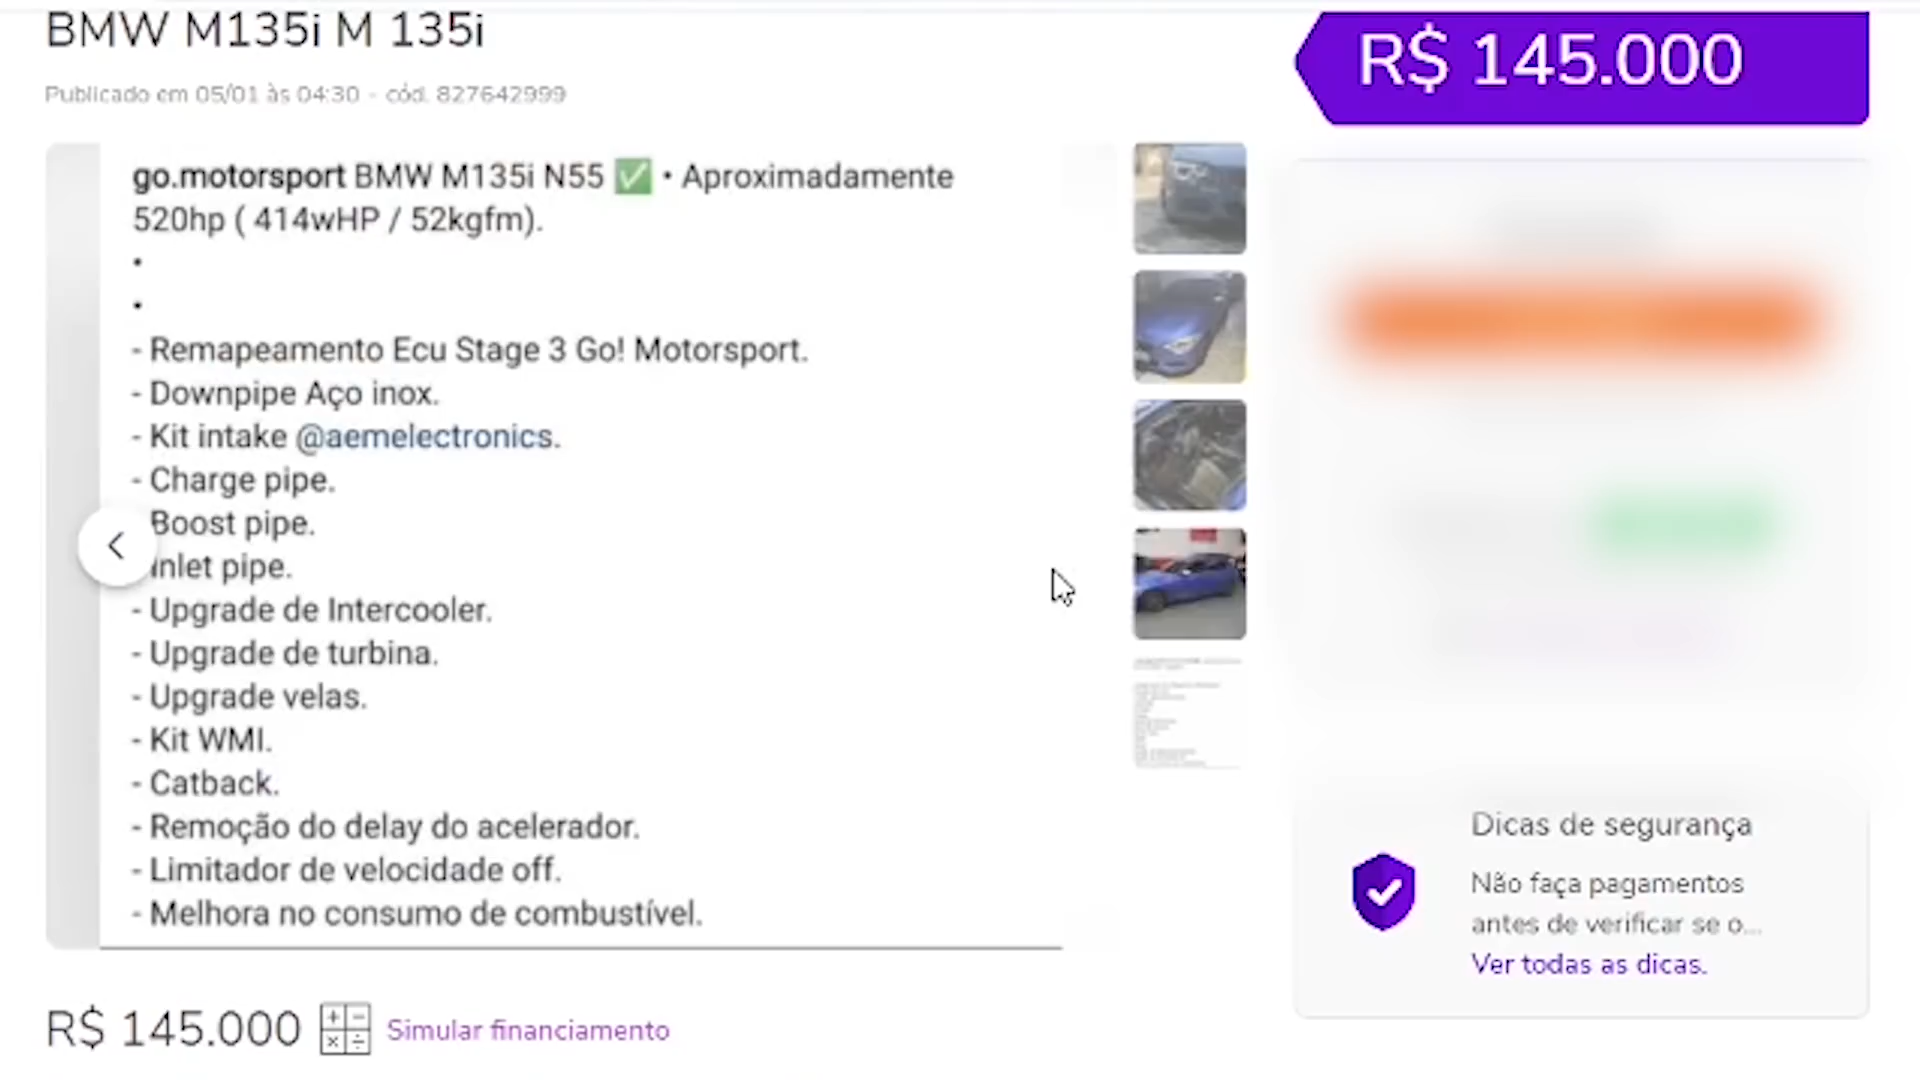 BMW M135i M 135i
R$ 145.000
Publicado em 05/01 às 04:30 - cód. 827642999
go.motorsport BMW M135i N55 ✅ • Aproximadamente
520hp ( 414wHP / 52kgfm).
•
•
- Remapeamento Ecu Stage 3 Go! Motorsport.
- Downpipe Aço inox.
- Kit intake @aemelectronics.
- Charge pipe.
Boost pipe.
Inlet pipe.
- Upgrade de Intercooler.
- Upgrade de turbina.
- Upgrade velas.
- Kit WMI.
- Catback.
- Remoção do delay do acelerador.
- Limitador de velocidade off.
- Melhora no consumo de combustível.
Dicas de segurança
Não faça pagamentos
antes de verificar se o...
Ver todas as dicas.
R$ 145.000 Simular financiamento